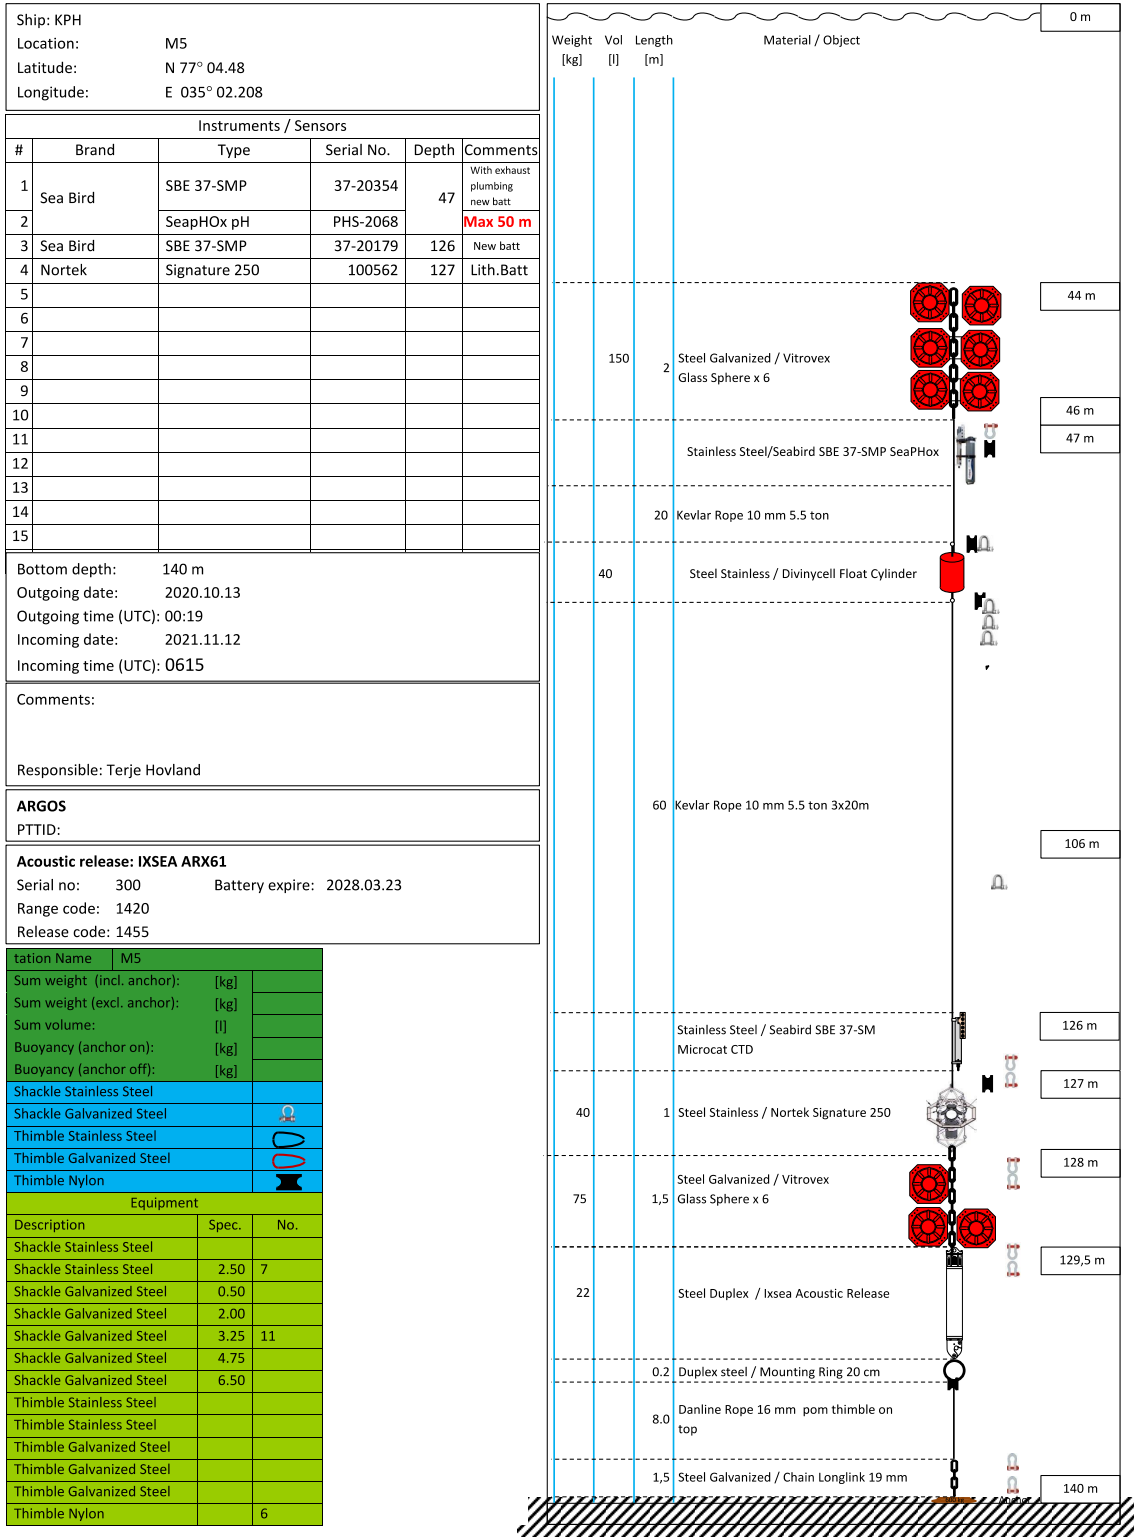 Ship: KPH
Location: M5
Latitude: N 77° 04.48
Longitude: E 035° 02.208
Instruments / Sensors
# Brand Type Serial No. Depth Comments
1 Sea Bird SBE 37-SMP 37-20354 47 With exhaust plumbing new batt
2 SeapHOx pH PHS-2068 Max 50 m
3 Sea Bird SBE 37-SMP 37-20179 126 New batt
4 Nortek Signature 250 100562 127 Lith.Batt
5
6
7
8
9
10
11
12
13
14
15
Bottom depth: 140 m
Outgoing date: 2020.10.13
Outgoing time (UTC): 00:19
Incoming date: 2021.11.12
Incoming time (UTC): 0615
Comments:
Responsible: Terje Hovland
ARGOS
PTTID:
Acoustic release: IXSEA ARX61
Serial no: 300 Battery expire: 2028.03.23
Range code: 1420
Release code: 1455
tation Name M5
Sum weight (incl. anchor): [kg]
Sum weight (excl. anchor): [kg]
Sum volume: [l]
Buoyancy (anchor on): [kg]
Buoyancy (anchor off): [kg]
Shackle Stainless Steel
Shackle Galvanized Steel
Thimble Stainless Steel
Thimble Galvanized Steel
Thimble Nylon
Equipment
Description Spec. No.
Shackle Stainless Steel
Shackle Stainless Steel 2.50 7
Shackle Galvanized Steel 0.50
Shackle Galvanized Steel 2.00
Shackle Galvanized Steel 3.25 11
Shackle Galvanized Steel 4.75
Shackle Galvanized Steel 6.50
Thimble Stainless Steel
Thimble Stainless Steel
Thimble Galvanized Steel
Thimble Galvanized Steel
Thimble Galvanized Steel
Thimble Nylon 6
0 m
Weight Vol Length Material / Object
[kg] [l] [m]
44 m
150 2 Steel Galvanized / Vitrovex
Glass Sphere x 6
46 m
47 m
Stainless Steel/Seabird SBE 37-SMP SeaPHox
20 Kevlar Rope 10 mm 5.5 ton
40 Steel Stainless / Divinycell Float Cylinder
60 Kevlar Rope 10 mm 5.5 ton 3x20m
106 m
126 m
Stainless Steel / Seabird SBE 37-SM
Microcat CTD
127 m
40 1 Steel Stainless / Nortek Signature 250
128 m
75 1,5 Steel Galvanized / Vitrovex
Glass Sphere x 6
129,5 m
22 Steel Duplex / Ixsea Acoustic Release
0.2 Duplex steel / Mounting Ring 20 cm
8.0 Danline Rope 16 mm pom thimble on
top
1,5 Steel Galvanized / Chain Longlink 19 mm
140 m
Anchor